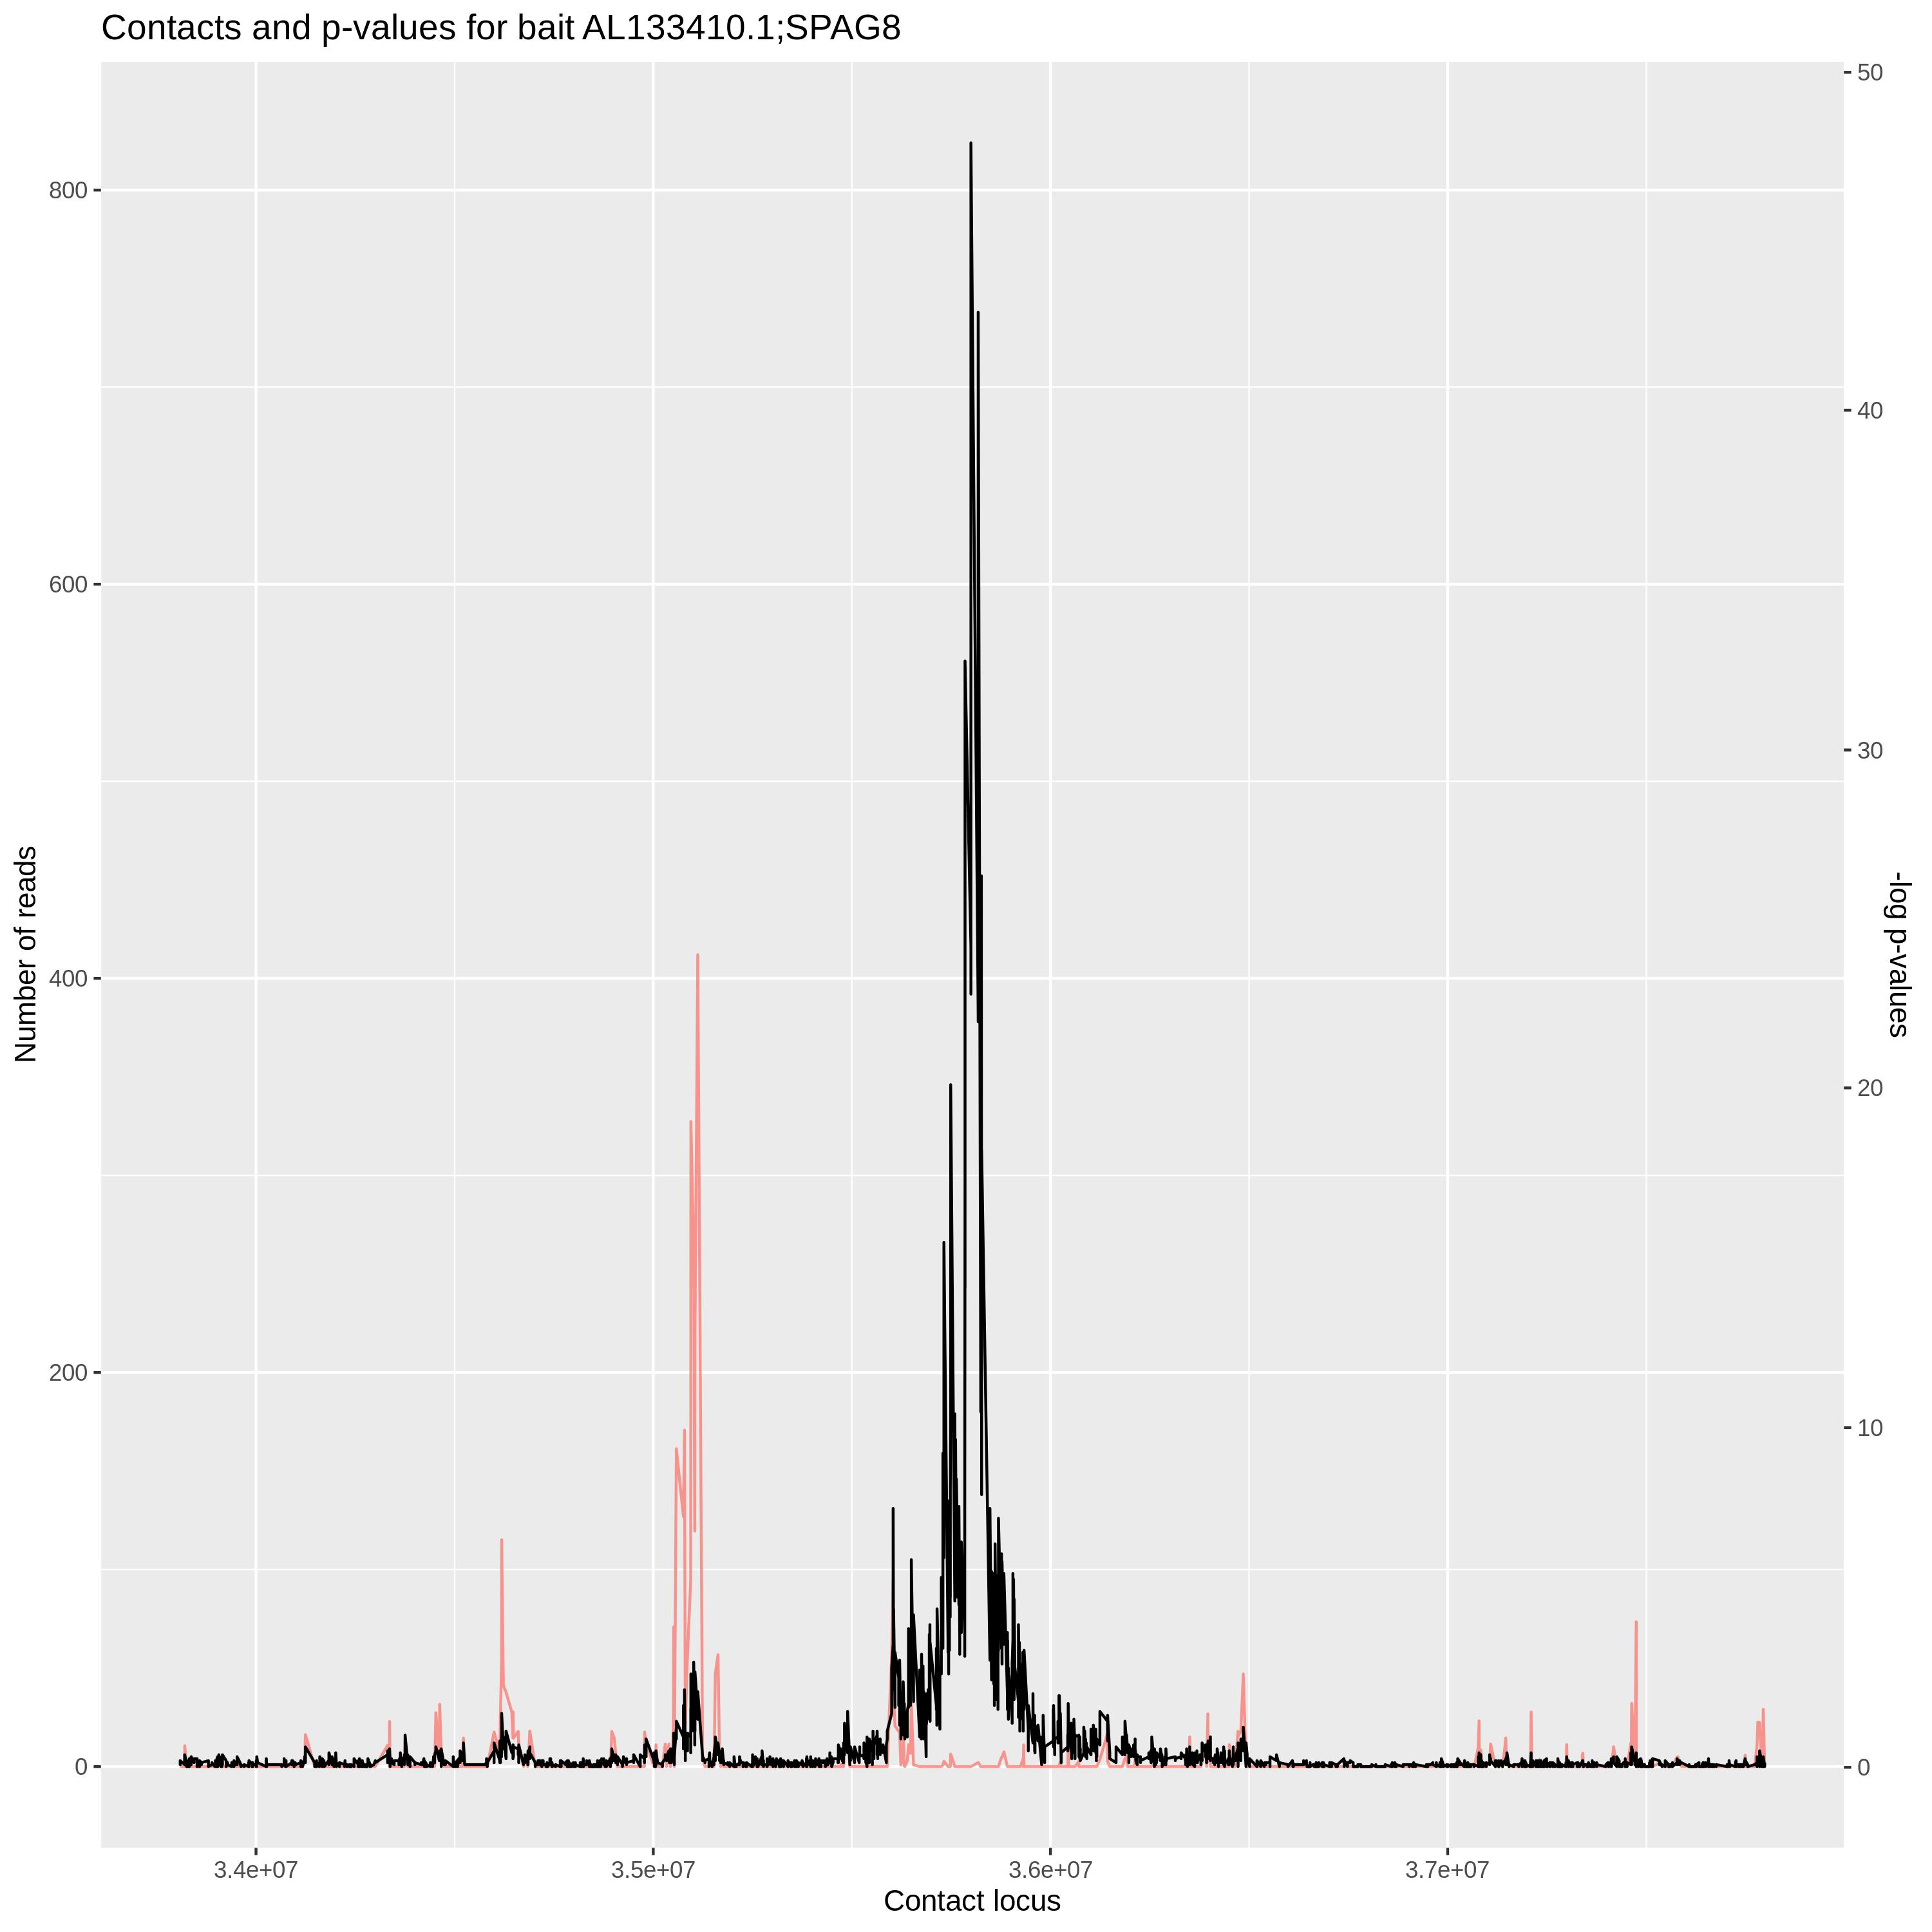 Contacts and p-values for bait AL133410.1;SPAG8
50
800
40
600
30
Number of reads
-log p-values
400
20
200
10
0
0
3.4e+07
3.5e+07
3.6e+07
3.7e+07
Contact locus